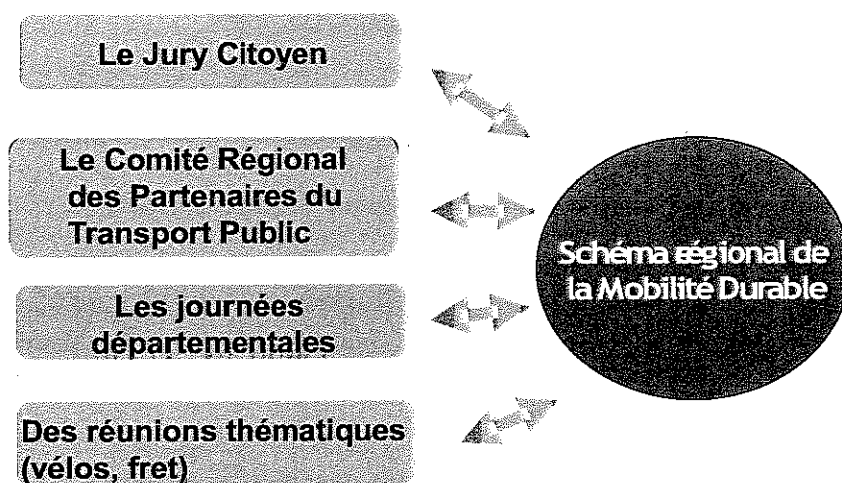 Le Jury Citoyen
Le Comité Régional
des Partenaires du
Transport Public
Les journées
départementales
Des réunions thématiques
(vélos, fret)
Schéma régional de
la Mobilité Durable